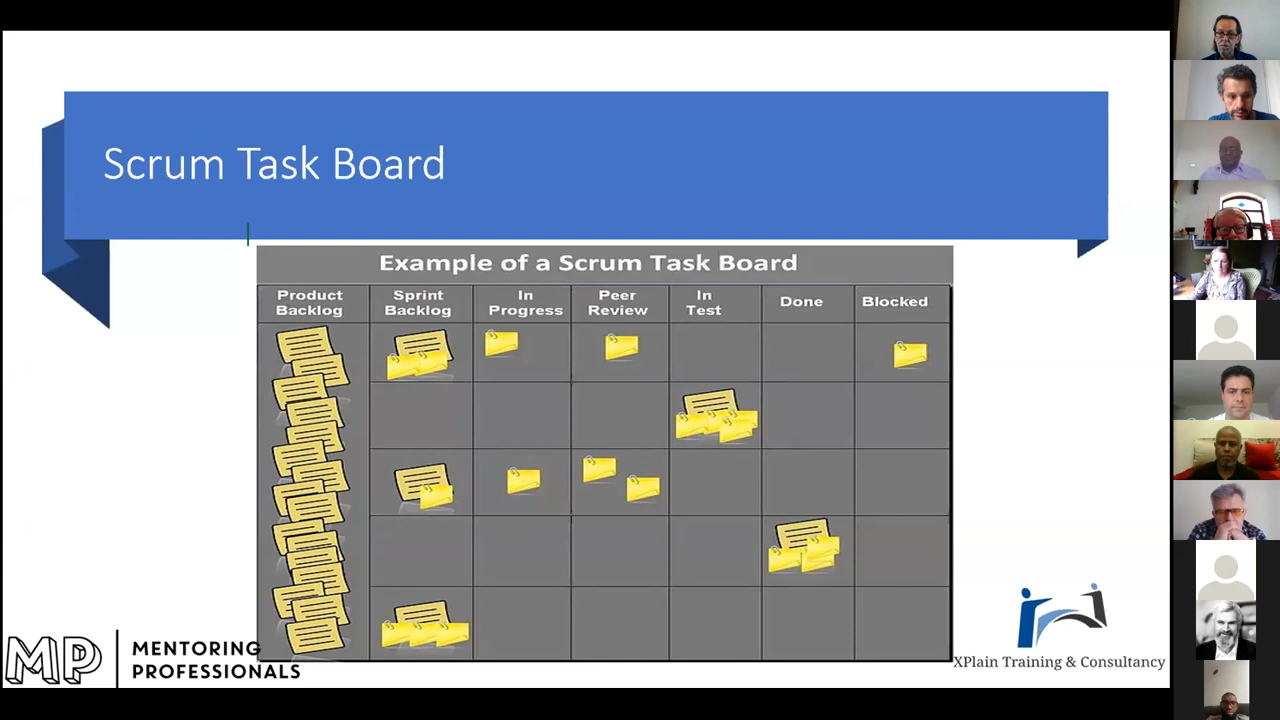 Scrum Task Board
Example of a Scrum Task Board
Product Backlog
Sprint Backlog
In Progress
Peer Review
In Test
Done
Blocked
MP
MENTORING
PROFESSIONALS
XPlain Training & Consultancy